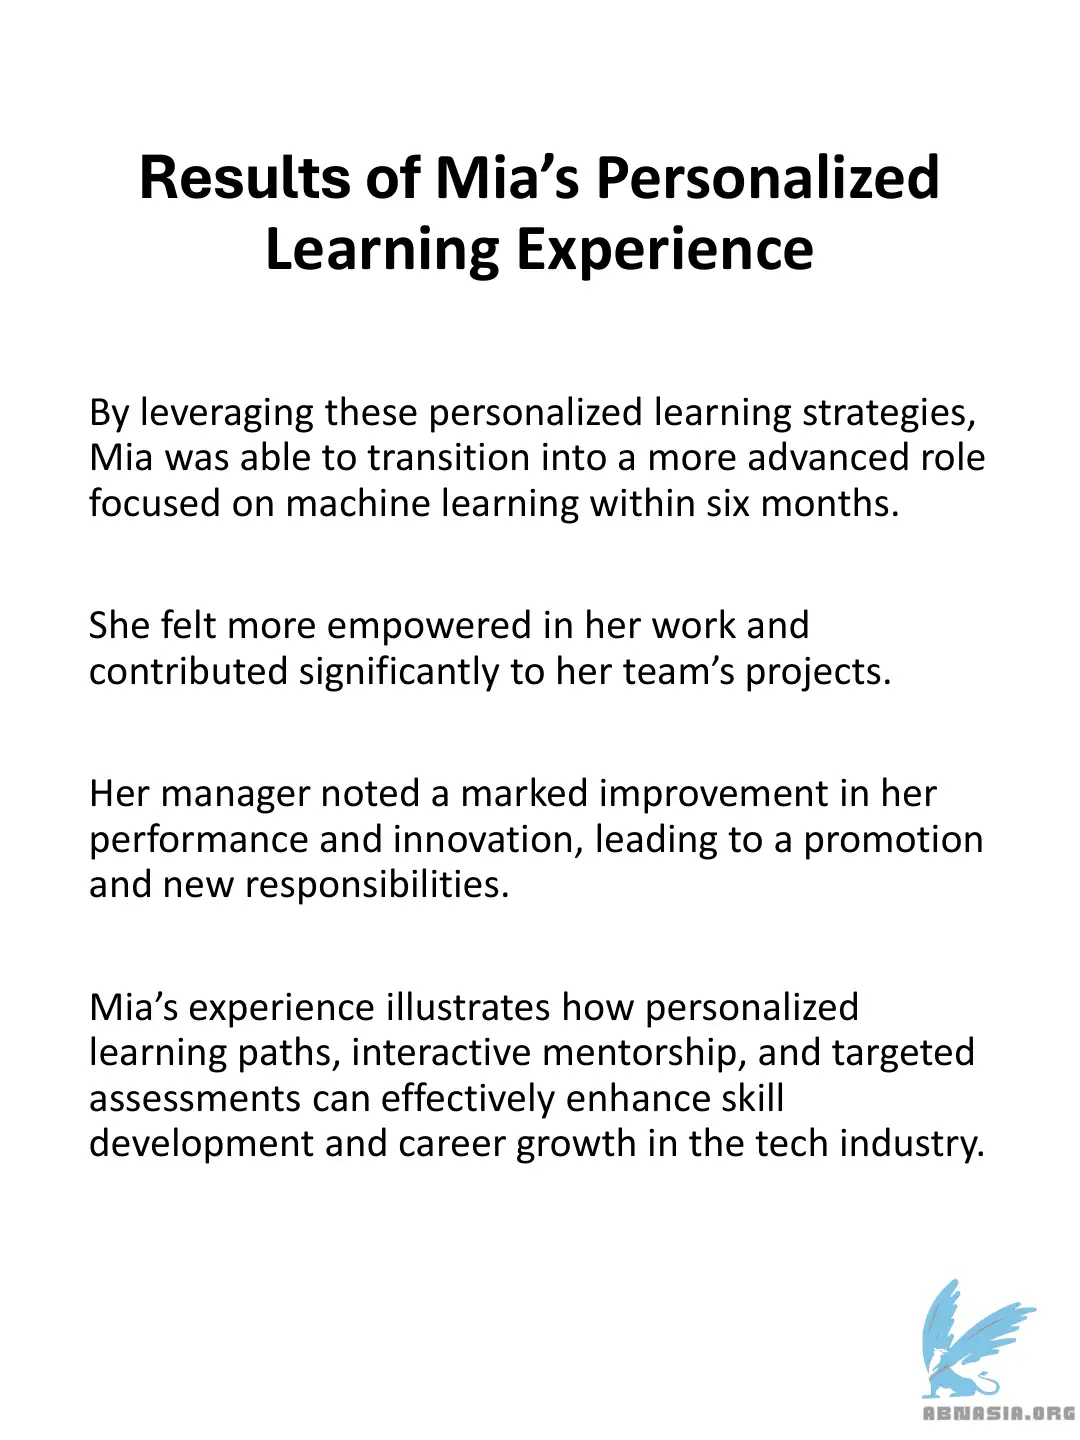 Results of Mia’s Personalized
Learning Experience
By leveraging these personalized learning strategies,
Mia was able to transition into a more advanced role
focused on machine learning within six months.
She felt more empowered in her work and
contributed significantly to her team’s projects.
Her manager noted a marked improvement in her
performance and innovation, leading to a promotion
and new responsibilities.
Mia’s experience illustrates how personalized
learning paths, interactive mentorship, and targeted
assessments can effectively enhance skill
development and career growth in the tech industry.
ABNASIA.ORG